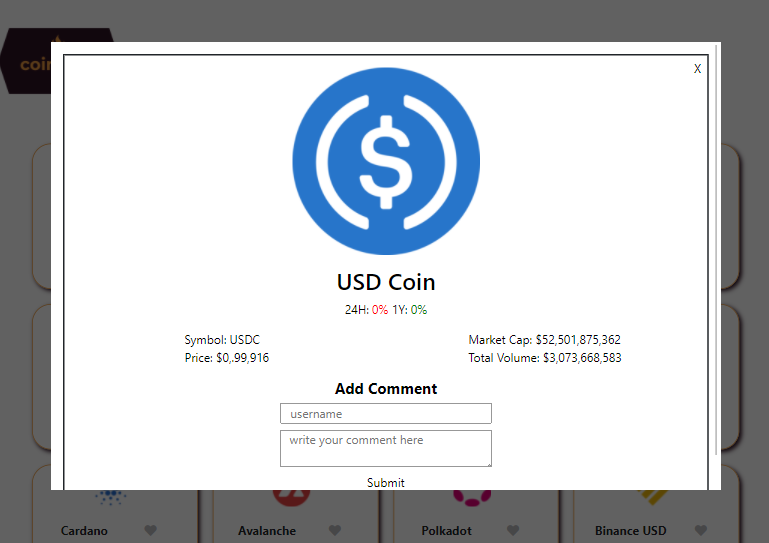 coin
X
$
USD Coin
24H: 0% 1Y: 0%
Symbol: USDC
Market Cap: $52,501,875,362
Price: $0,.99,916
Total Volume: $3,073,668,583
Add Comment
username
write your comment here
Submit
Cardano
Avalanche
Polkadot
Binance USD